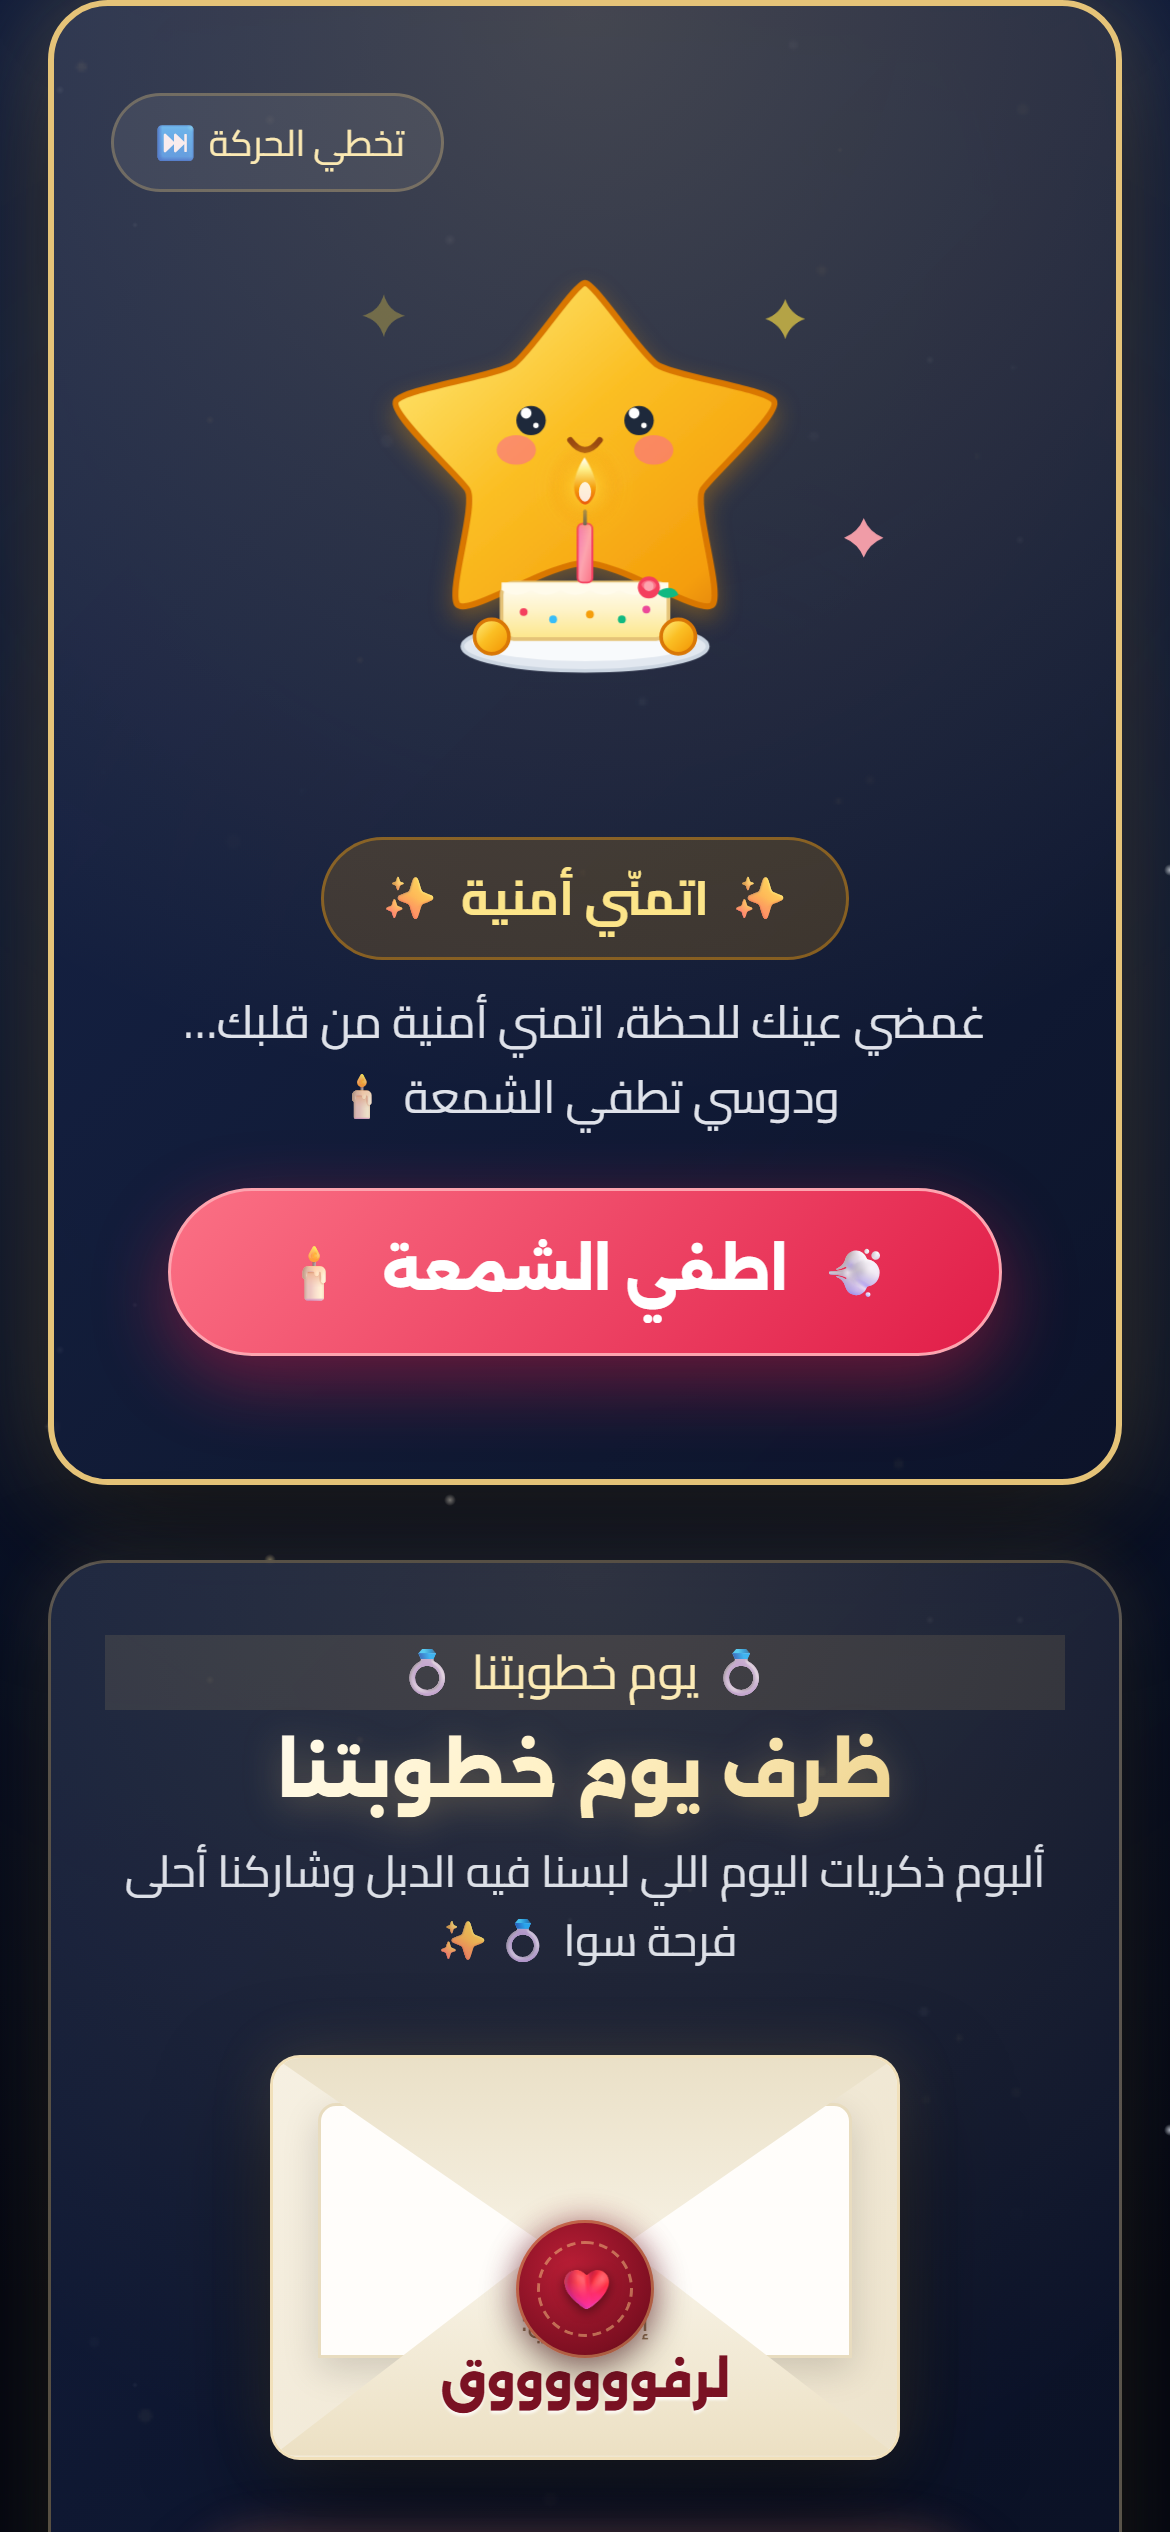 تخطي الحركة ⏭️
✨ اتمنّي أمنية ✨
غمضي عينك للحظة، اتمني أمنية من قلبك...
ودوسي تطفي الشمعة 🕯️
💨 اطفي الشمعة 🕯️
💍 يوم خطوبتنا 💍
ظرف يوم خطوبتنا
ألبوم ذكريات اليوم اللي لبسنا فيه الدبل وشاركنا أحلى
فرحة سوا 💍✨
لرفووووووق